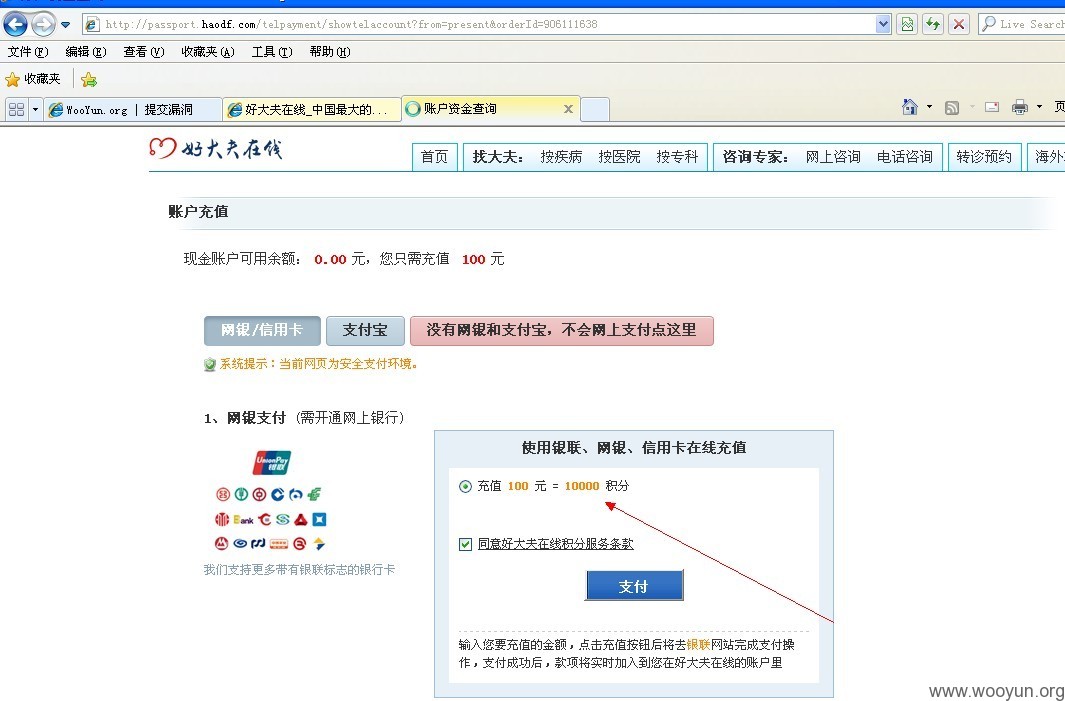 http://passport.haodf.com/telpayment/showtelaccount?from=present&orderId=906111638
Live Search
文件(F) 编辑(E) 查看(V) 收藏夹(A) 工具(T) 帮助(H)
收藏夹
WooYun.org | 提交漏洞 好大夫在线_中国最大的... 账户资金查询
好大夫在线
首页 找大夫: 按疾病 按医院 按专科 咨询专家: 网上咨询 电话咨询 转诊预约 海外
账户充值
现金账户可用余额: 0.00 元，您只需充值 100 元
网银/信用卡 支付宝 没有网银和支付宝，不会网上支付点这里
系统提示：当前网页为安全支付环境。
1、网银支付 (需开通网上银行)
使用银联、网银、信用卡在线充值
UnionPay
银联
充值 100 元 = 10000 积分
Bank
同意好大夫在线积分服务条款
我们支持更多带有银联标志的银行卡
支付
输入您要充值的金额，点击充值按钮后将去银联网站完成支付操
作，支付成功后，款项将实时加入到您在好大夫在线的账户里
www.wooyun.org